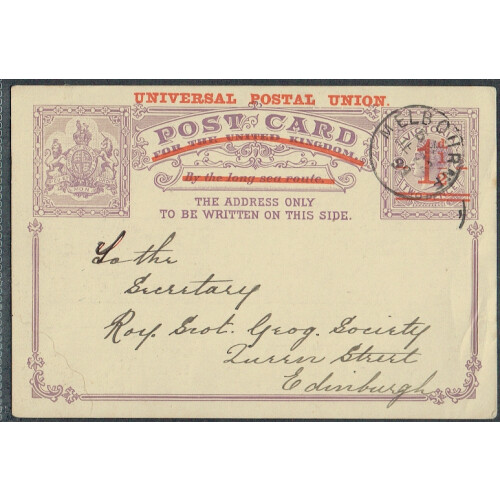 UNIVERSAL POSTAL UNION.
POST CARD
FOR THE UNITED KINGDOM
By the long sea route.
THE ADDRESS ONLY
TO BE WRITTEN ON THIS SIDE.
MELBOURNE
To the
Secretary
Roy. Scot. Geog. Society
Queen Street
Edinburgh